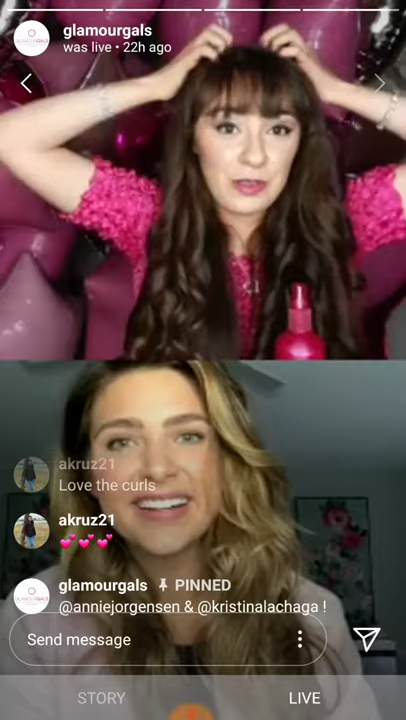 glamourgals
was live • 22h ago
akruz21
Love the curls
akruz21
💕💕💕
glamourgals PINNED
@anniejorgensen & @kristinalachaga !
Send message
STORY
LIVE